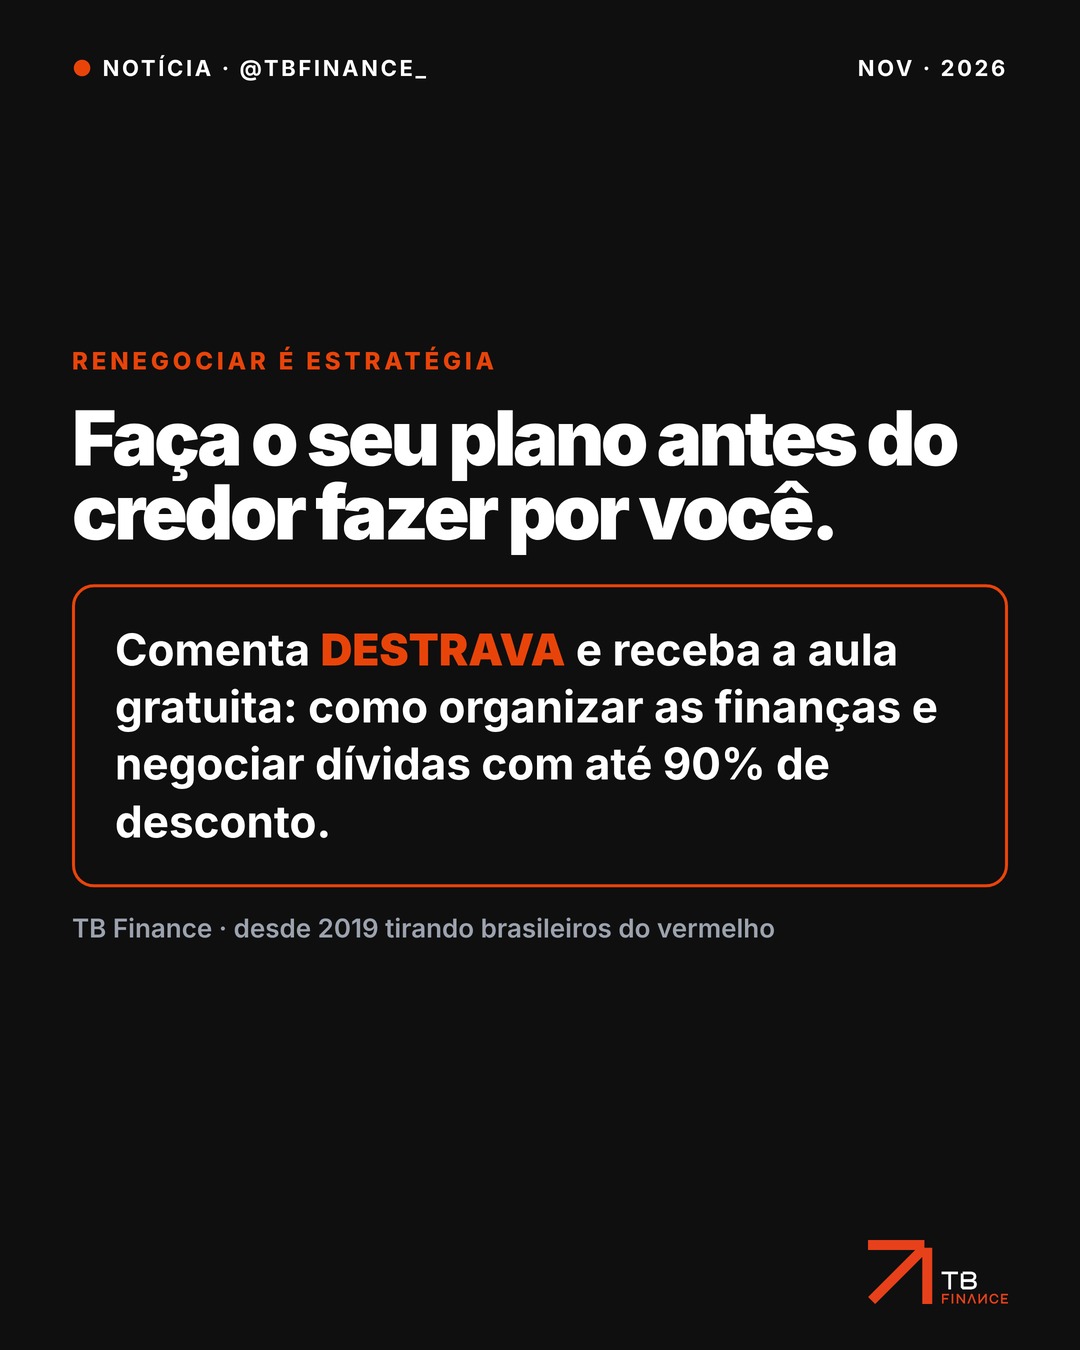 NOTÍCIA · @TBFINANCE_
NOV · 2026
RENEGOCIAR É ESTRATÉGIA
Faça o seu plano antes do
credor fazer por você.
Comenta DESTRAVA e receba a aula
gratuita: como organizar as finanças e
negociar dívidas com até 90% de
desconto.
TB Finance · desde 2019 tirando brasileiros do vermelho
TB
FINANCE